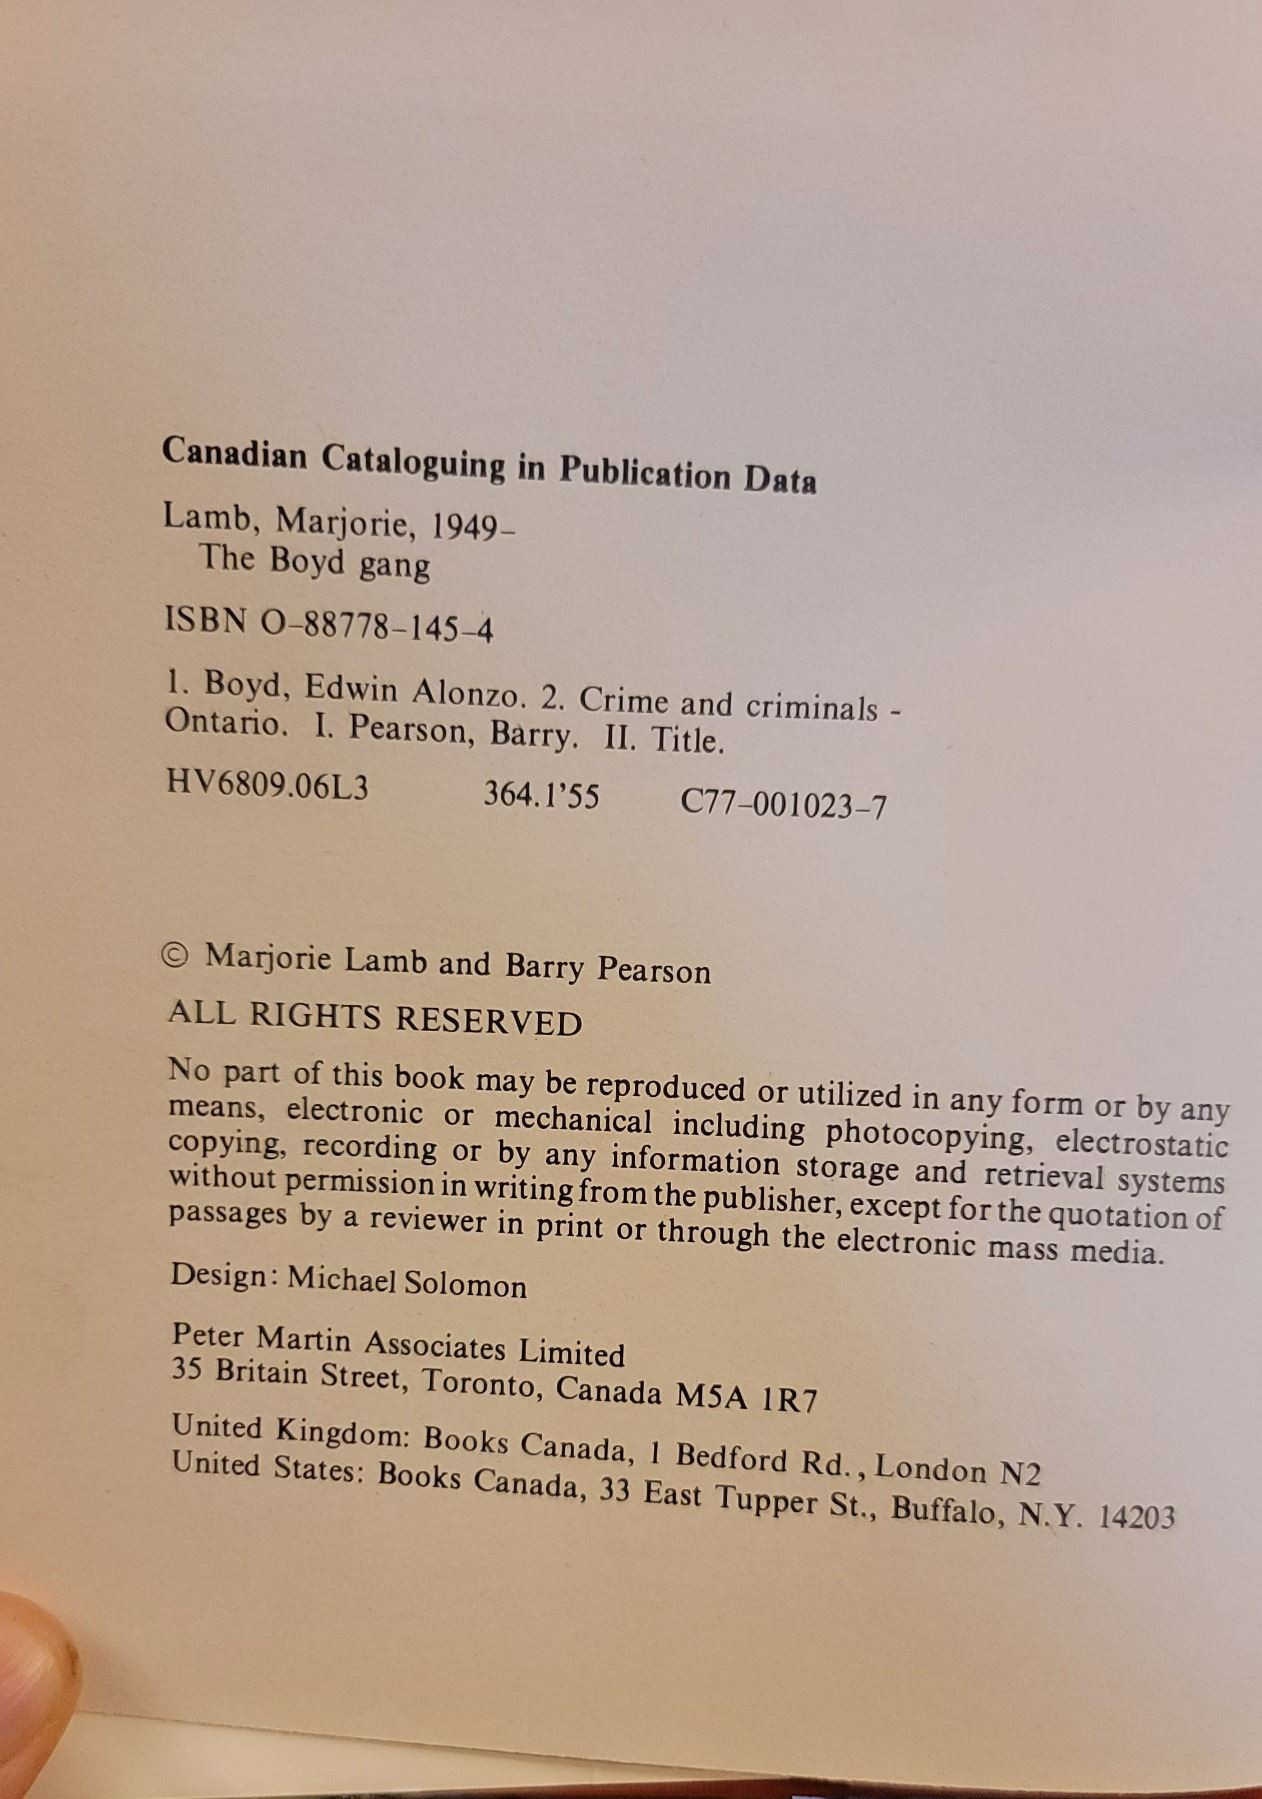 Canadian Cataloguing in Publication Data
Lamb, Marjorie, 1949–
The Boyd gang
ISBN O–88778–145–4
1. Boyd, Edwin Alonzo. 2. Crime and criminals -
Ontario. I. Pearson, Barry. II. Title.
HV6809.06L3 364.1'55 C77–001023–7
© Marjorie Lamb and Barry Pearson
ALL RIGHTS RESERVED
No part of this book may be reproduced or utilized in any form or by any
means, electronic or mechanical including photocopying, electrostatic
copying, recording or by any information storage and retrieval systems
without permission in writing from the publisher, except for the quotation of
passages by a reviewer in print or through the electronic mass media.
Design: Michael Solomon
Peter Martin Associates Limited
35 Britain Street, Toronto, Canada M5A 1R7
United Kingdom: Books Canada, 1 Bedford Rd., London N2
United States: Books Canada, 33 East Tupper St., Buffalo, N.Y. 14203